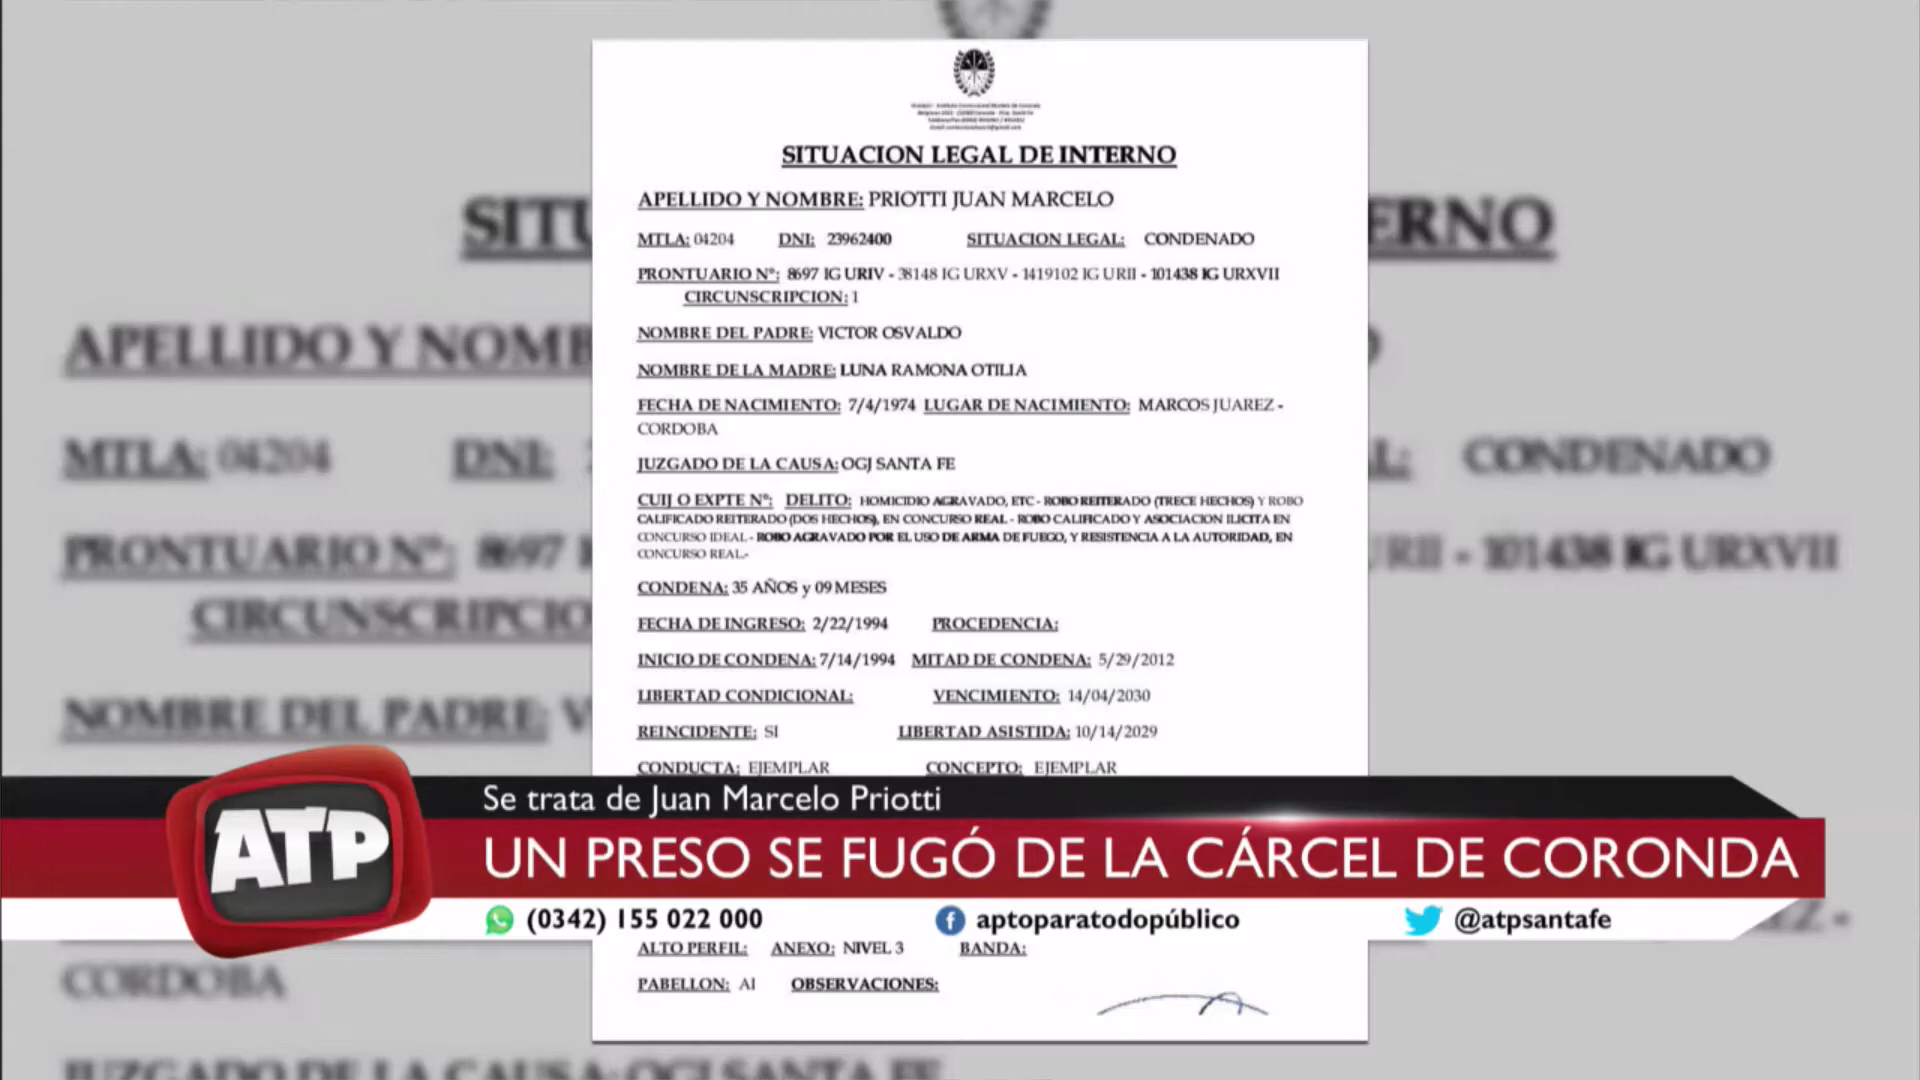 SITUACION LEGAL DE INTERNO
APELLIDO Y NOMBRE: PRIOTTI JUAN MARCELO
MTLA: 04204 DNI: 23962400 SITUACION LEGAL: CONDENADO
PRONTUARIO Nº: 8697 IG URIV - 38148 IG URXV - 1419102 IG URII - 101438 IG URXVII
CIRCUNSCRIPCION: 1
NOMBRE DEL PADRE: VICTOR OSVALDO
NOMBRE DE LA MADRE: LUNA RAMONA OTILIA
FECHA DE NACIMIENTO: 7/4/1974 LUGAR DE NACIMIENTO: MARCOS JUAREZ -
CORDOBA
JUZGADO DE LA CAUSA: OGJ SANTA FE
CUIJ O EXPTE Nº: DELITO: HOMICIDIO AGRAVADO, ETC - ROBO REITERADO (TRECE HECHOS) Y ROBO
CALIFICADO REITERADO (DOS HECHOS), EN CONCURSO REAL - ROBO CALIFICADO Y ASOCIACION ILICITA EN
CONCURSO IDEAL - ROBO AGRAVADO POR EL USO DE ARMA DE FUEGO, Y RESISTENCIA A LA AUTORIDAD, EN
CONCURSO REAL.-
CONDENA: 35 AÑOS y 09 MESES
FECHA DE INGRESO: 2/22/1994 PROCEDENCIA:
INICIO DE CONDENA: 7/14/1994 MITAD DE CONDENA: 5/29/2012
LIBERTAD CONDICIONAL: VENCIMIENTO: 14/04/2030
REINCIDENTE: SI LIBERTAD ASISTIDA: 10/14/2029
CONDUCTA: EJEMPLAR CONCEPTO: EJEMPLAR
ATP
Se trata de Juan Marcelo Priotti
UN PRESO SE FUGÓ DE LA CÁRCEL DE CORONDA
(0342) 155 022 000 aptoparatodopúblico @atpsantafe
ALTO PERFIL: ANEXO: NIVEL 3 BANDA:
PABELLON: A1 OBSERVACIONES: